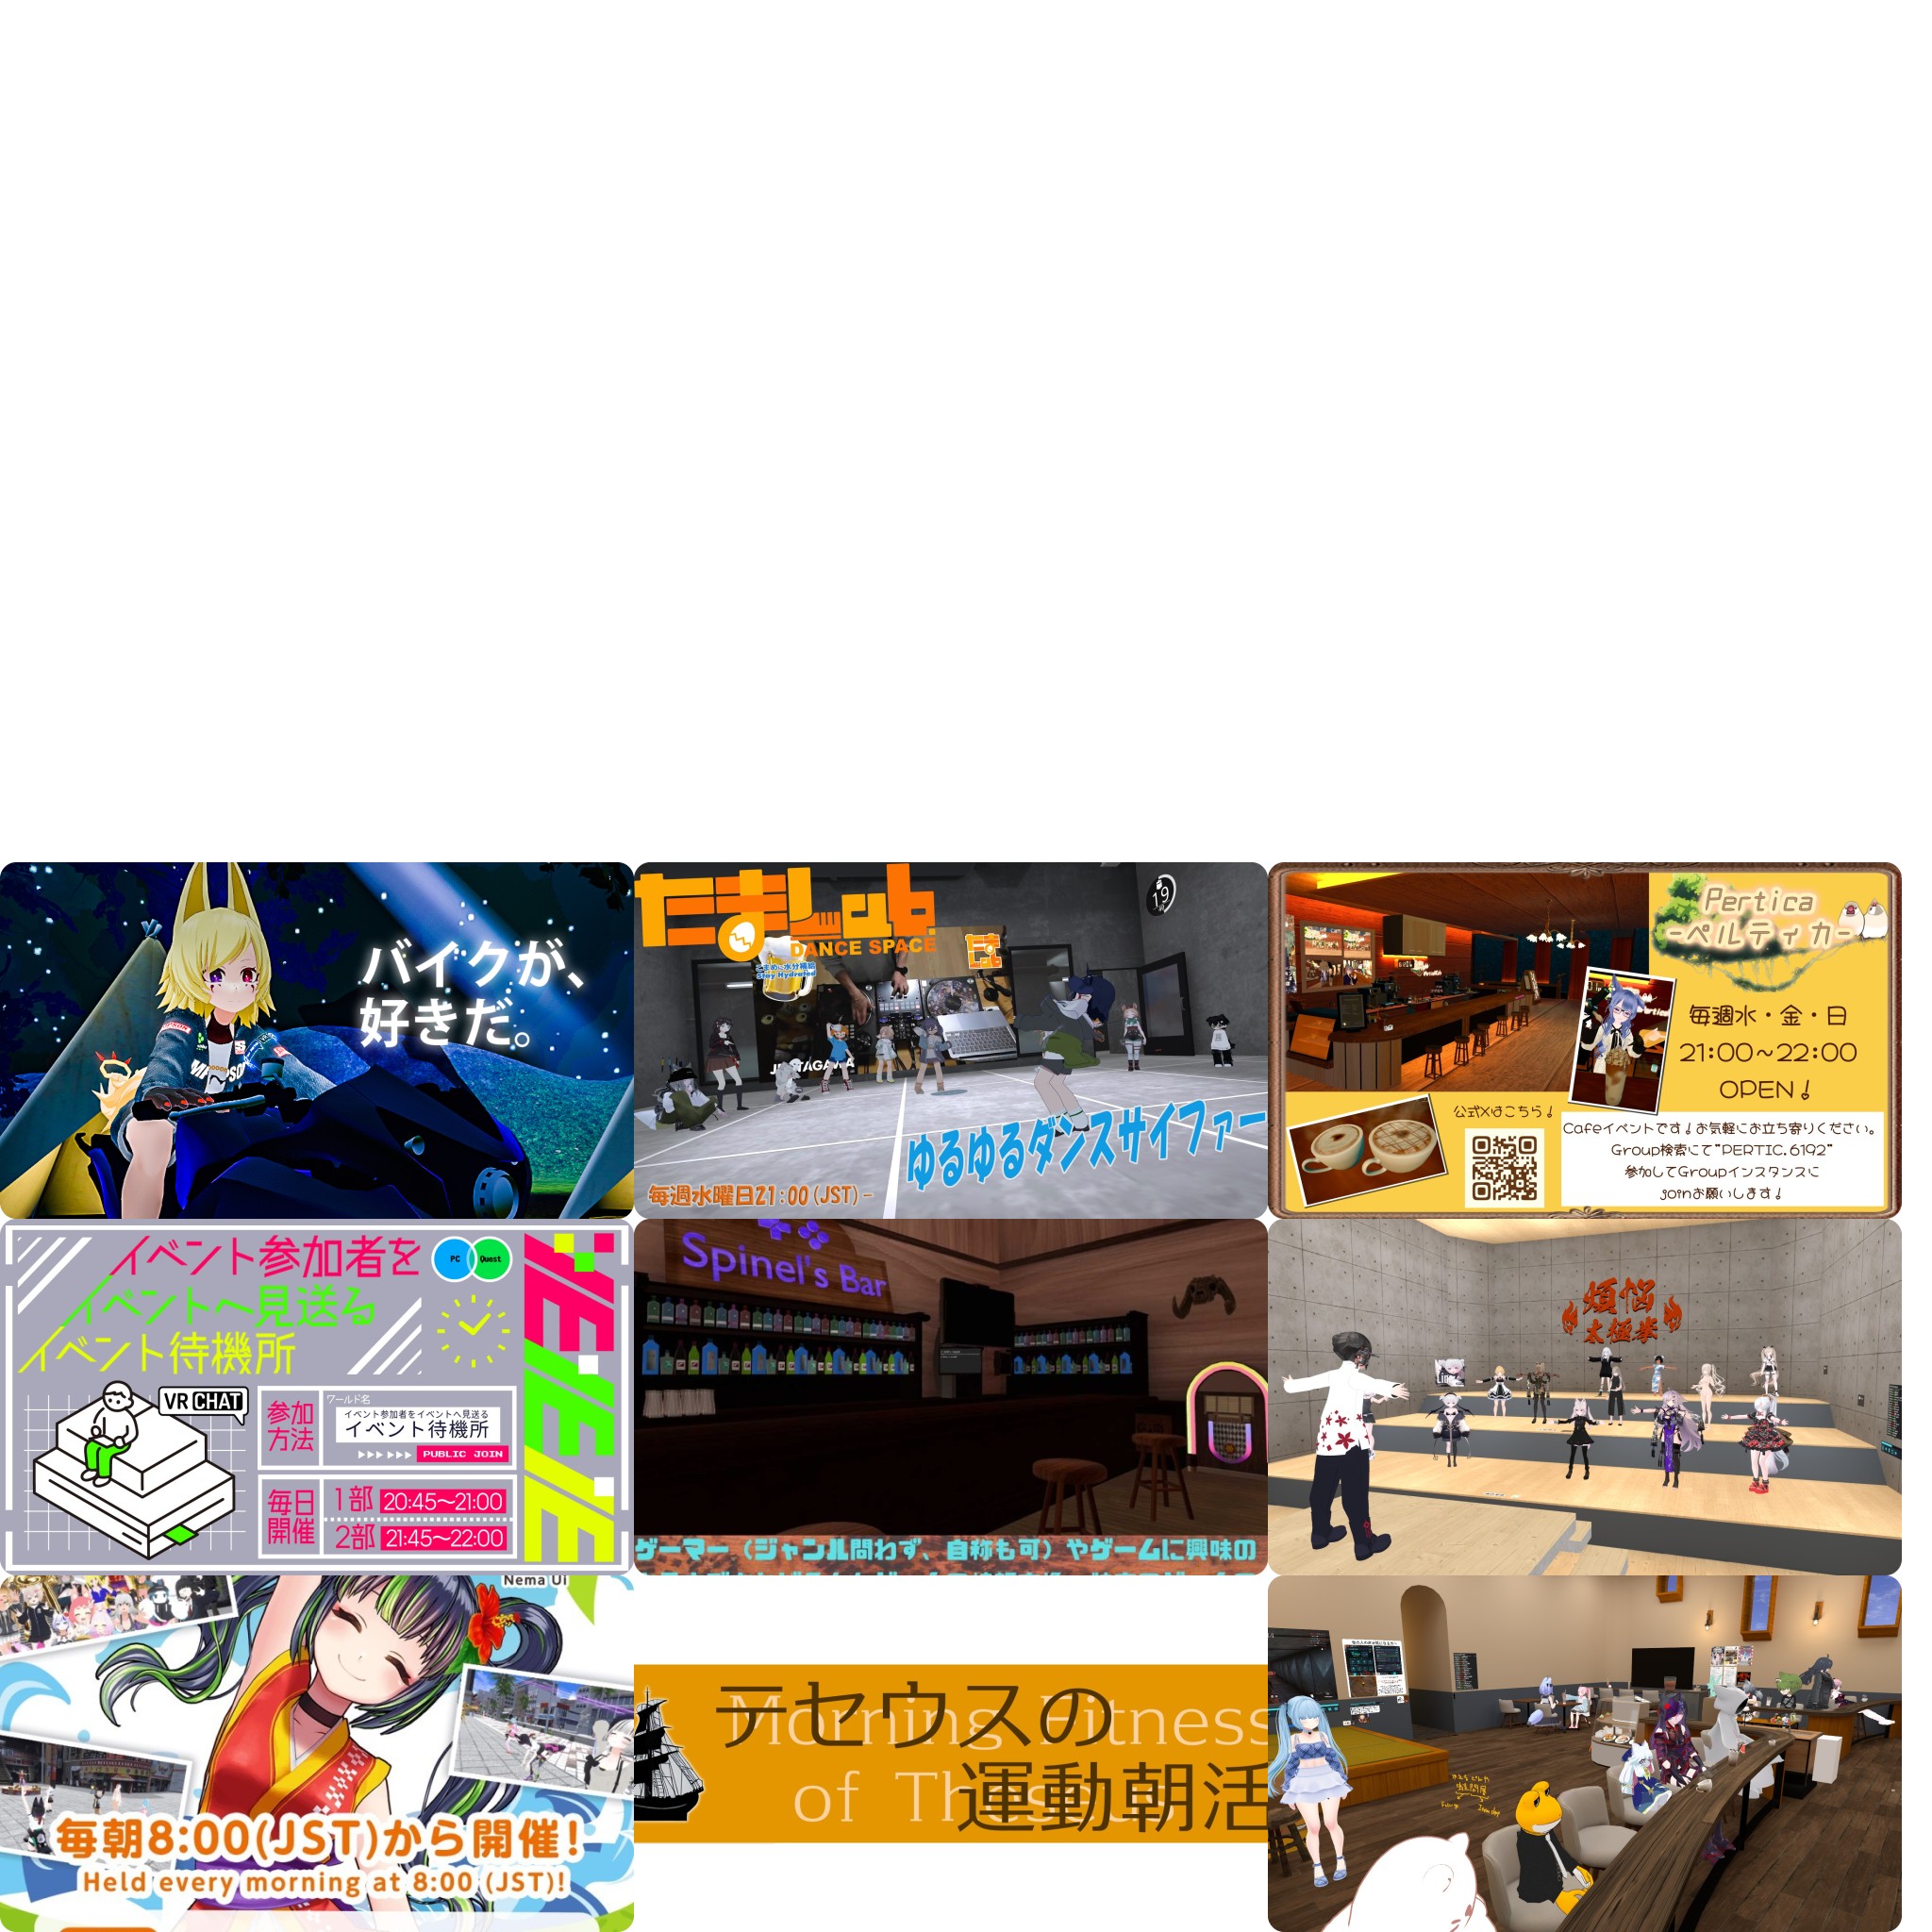 バイクが、
好きだ。
たまLab.
DANCE SPACE
こまめに水分補給
Stay Hydrated
19
ゆるゆるダンスサイファー
毎週水曜日21:00(JST)-
Pertica
-ペルティカ-
毎週水・金・日
21:00~22:00
OPEN!
公式Xはこちら!
Cafeイベントです!お気軽にお立ち寄りください。
Group検索にて"PERTIC.6192"
参加してGroupインスタンスに
joinお願いします!
イベント参加者を
イベントへ見送る
イベント待機所
PC
Quest
VRCHAT
参加
方法
ワールド名
イベント参加者をイベントへ見送る
イベント待機所
PUBLIC JOIN
毎日
開催
1部 20:45〜21:00
2部 21:45〜22:00
Spinel's Bar
ゲーマー(ジャンル問わず、自称も可)やゲームに興味の
煩悩
太極拳
Nema Ui
毎朝8:00(JST)から開催!
Held every morning at 8:00 (JST)!
テセウスの
運動朝活
Morning Fitness